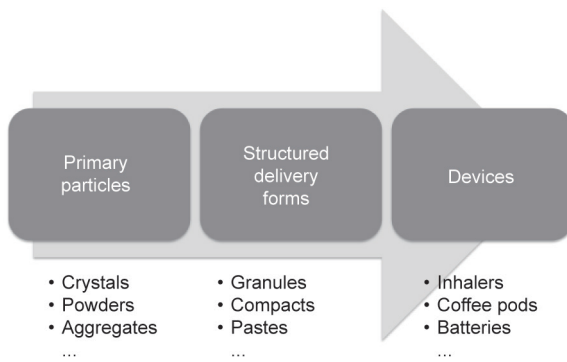 Primary
particles
Structured
delivery
forms
Devices
• Crystals
• Powders
• Aggregates
...
• Granules
• Compacts
• Pastes
...
• Inhalers
• Coffee pods
• Batteries
...